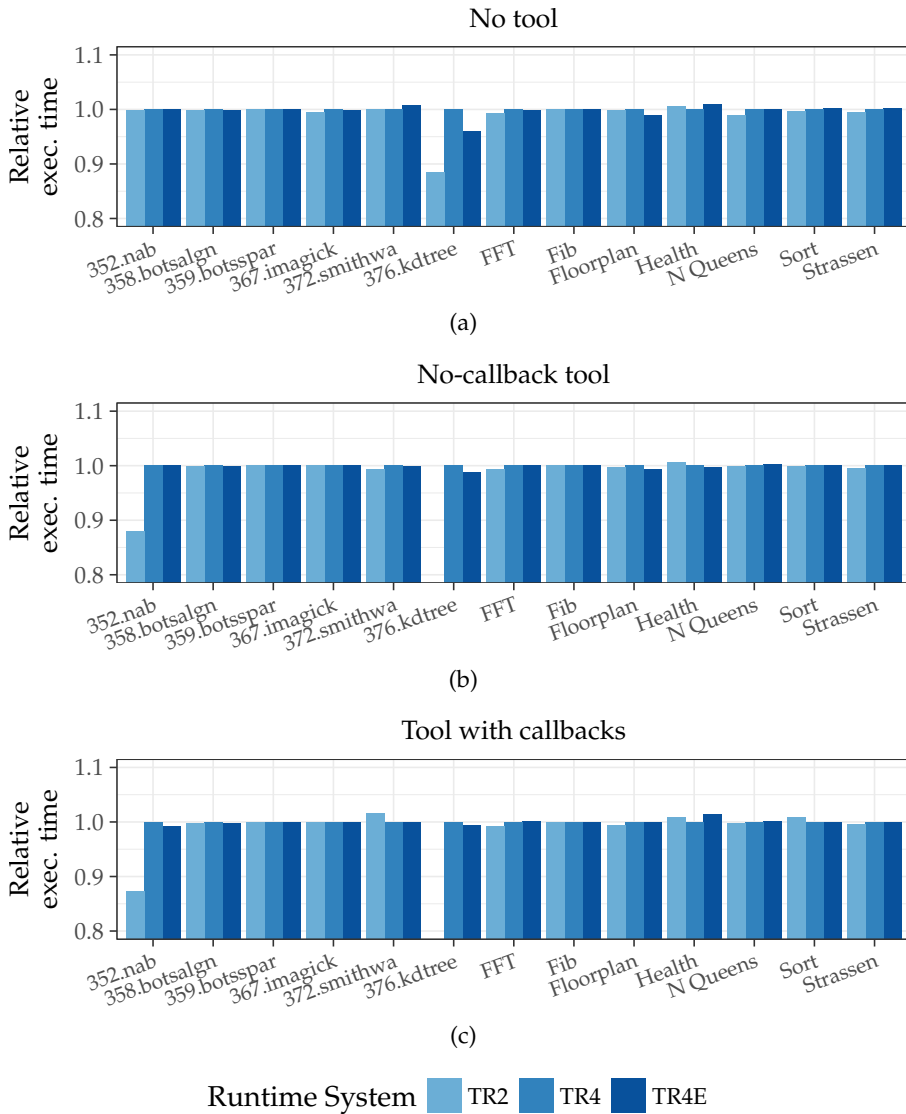 No tool
Relative
exec. time
1.1
1.0
0.9
0.8
352.nab
358.botsalgn
359.botsspar
367.imagick
372.smithwa
376.kdtree
FFT
Fib
Floorplan
Health
N Queens
Sort
Strassen
(a)
No-callback tool
Relative
exec. time
1.1
1.0
0.9
0.8
352.nab
358.botsalgn
359.botsspar
367.imagick
372.smithwa
376.kdtree
FFT
Fib
Floorplan
Health
N Queens
Sort
Strassen
(b)
Tool with callbacks
Relative
exec. time
1.1
1.0
0.9
0.8
352.nab
358.botsalgn
359.botsspar
367.imagick
372.smithwa
376.kdtree
FFT
Fib
Floorplan
Health
N Queens
Sort
Strassen
(c)
Runtime System TR2 TR4 TR4E